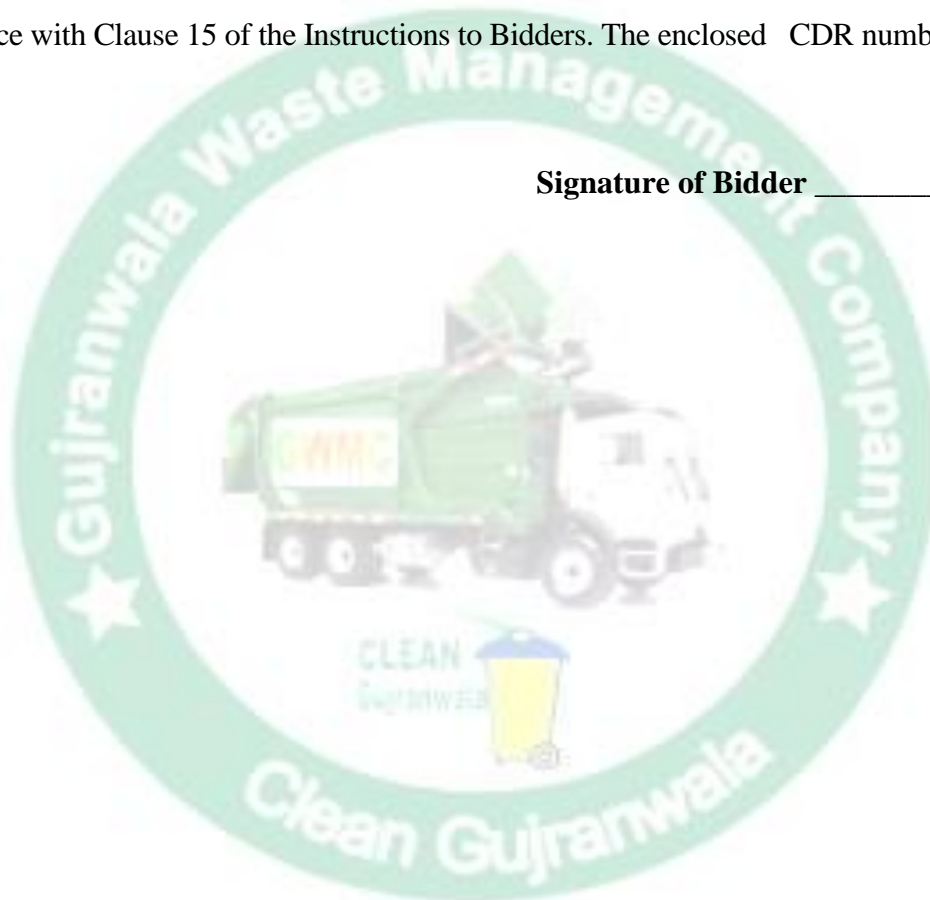 ce with Clause 15 of the Instructions to Bidders. The enclosed CDR numb
Signature of Bidder ________
Gujranwala Waste Management Company
GWMC
CLEAN
Gujranwala
Clean Gujranwala